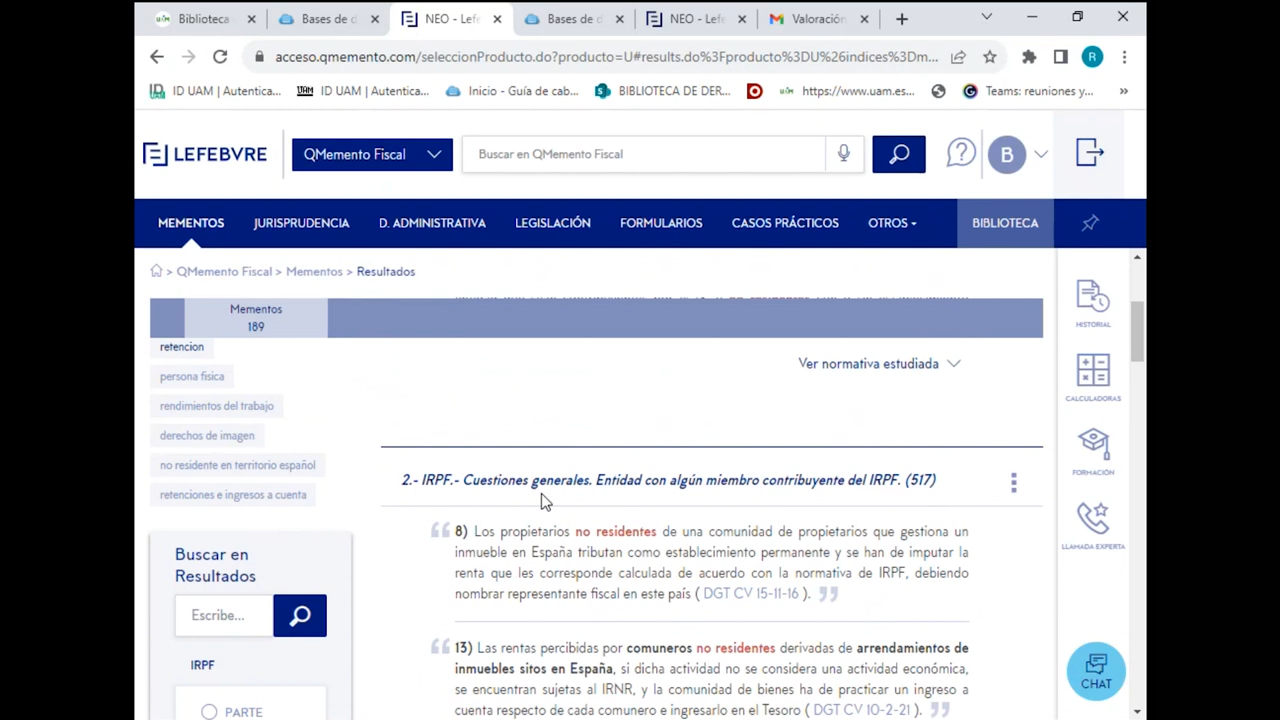 Biblioteca
Bases de d
NEO - Lefe
Bases de d
NEO - Lefe
Valoración
acceso.qmemento.com/seleccionProducto.do?producto=U#results.do%3Fproducto%3DU%26indices%3Dm...
R
ID UAM | Autentica...
UAM ID UAM | Autentica...
Inicio - Guía de cab...
BIBLIOTECA DE DER...
https://www.uam.es...
Teams: reuniones y...
»
LEFEBVRE
QMemento Fiscal
Buscar en QMemento Fiscal
B
MEMENTOS
JURISPRUDENCIA
D. ADMINISTRATIVA
LEGISLACIÓN
FORMULARIOS
CASOS PRÁCTICOS
OTROS
BIBLIOTECA
> QMemento Fiscal > Mementos > Resultados
Mementos
189
retencion
persona fisica
rendimientos del trabajo
derechos de imagen
no residente en territorio español
retenciones e ingresos a cuenta
Buscar en
Resultados
Escribe...
IRPF
PARTE
Ver normativa estudiada
2.- IRPF.- Cuestiones generales. Entidad con algún miembro contribuyente del IRPF. (517)
8) Los propietarios no residentes de una comunidad de propietarios que gestiona un
inmueble en España tributan como establecimiento permanente y se han de imputar la
renta que les corresponde calculada de acuerdo con la normativa de IRPF, debiendo
nombrar representante fiscal en este país ( DGT CV 15-11-16 ).
13) Las rentas percibidas por comuneros no residentes derivadas de arrendamientos de
inmuebles sitos en España, si dicha actividad no se considera una actividad económica,
se encuentran sujetas al IRNR, y la comunidad de bienes ha de practicar un ingreso a
cuenta respecto de cada comunero e ingresarlo en el Tesoro ( DGT CV 10-2-21 ).
HISTORIAL
CALCULADORAS
FORMACIÓN
LLAMADA EXPERTA
CHAT